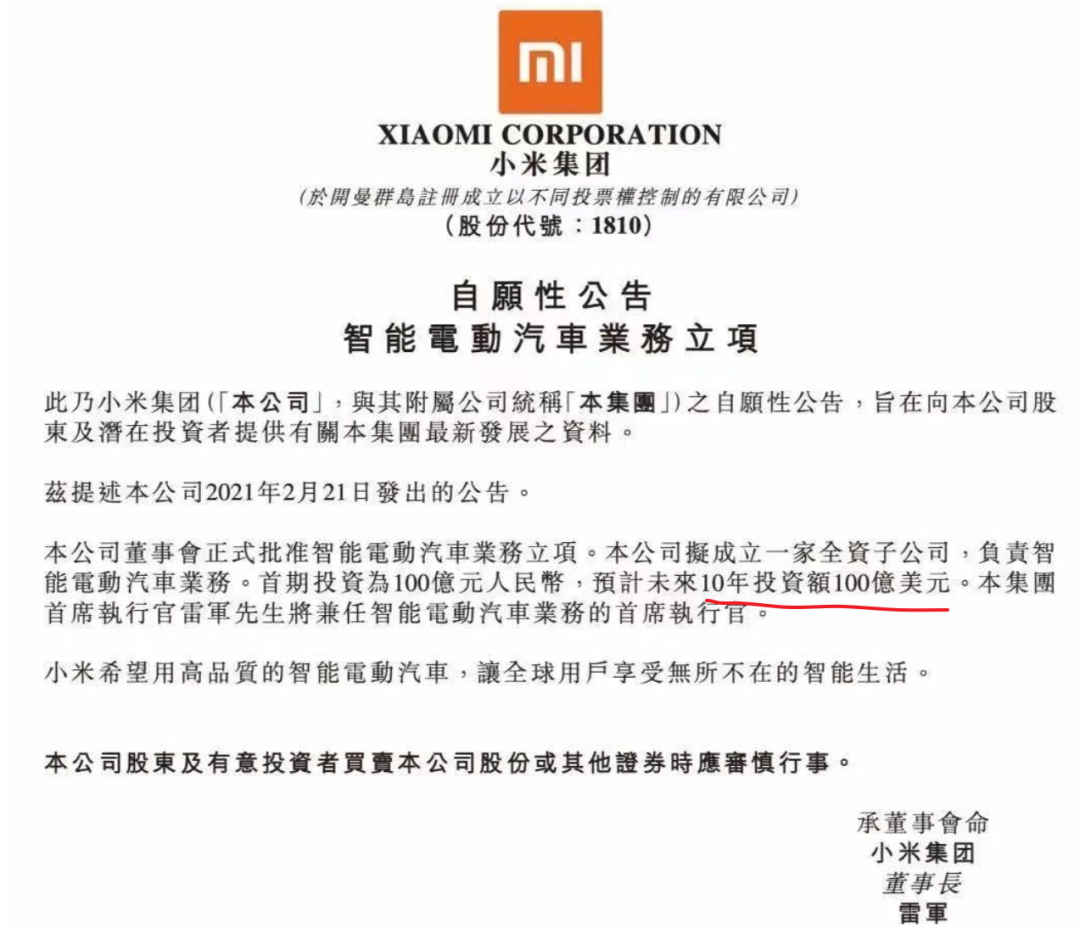 mi
XIAOMI CORPORATION
小米集团
(於開曼群島註冊成立以不同投票權控制的有限公司)
(股份代號：1810)
自願性公告
智能電動汽車業務立項
此乃小米集团(「本公司」，與其附屬公司統稱「本集團」)之自願性公告，旨在向本公司股
東及潛在投資者提供有關本集團最新發展之資料。
茲提述本公司2021年2月21日發出的公告。
本公司董事會正式批准智能電動汽車業務立項。本公司擬成立一家全資子公司，負責智
能電動汽車業務。首期投資為100億元人民幣，預計未來10年投資額100億美元。本集團
首席執行官雷軍先生將兼任智能電動汽車業務的首席執行官。
小米希望用高品質的智能電動汽車，讓全球用戶享受無所不在的智能生活。
本公司股東及有意投資者買賣本公司股份或其他證券時應審慎行事。
承董事會命
小米集团
董事長
雷軍